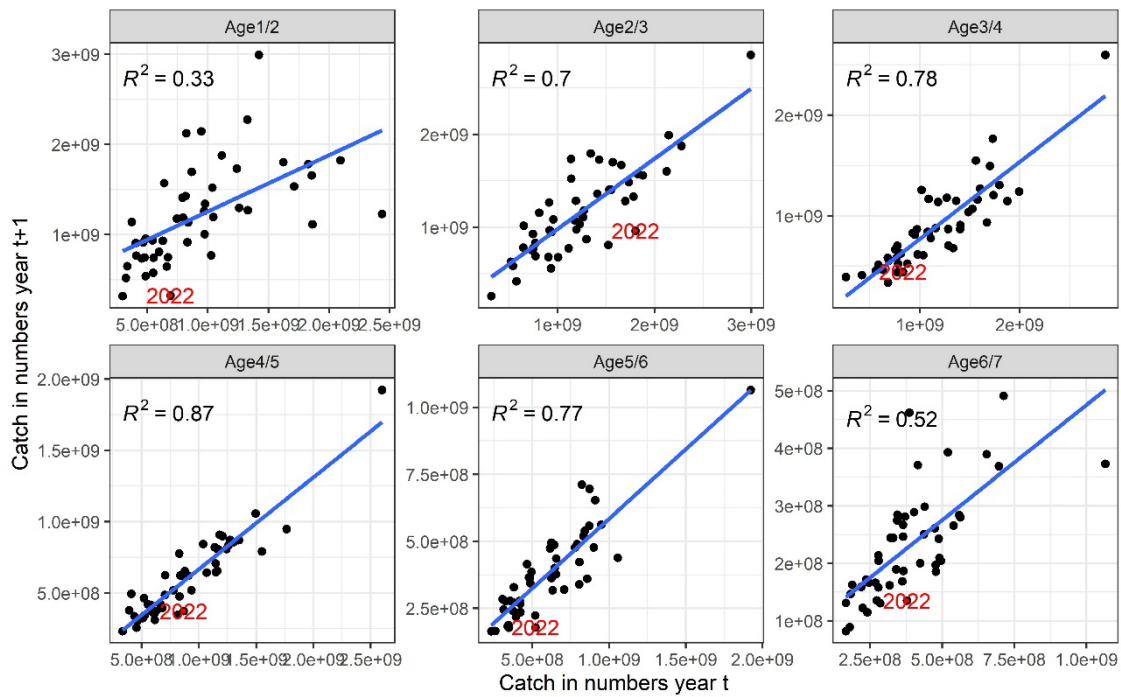 Age1/2
Age2/3
Age3/4
R² = 0.33
R² = 0.7
R² = 0.78
3e+09
2e+09
1e+09
2022
5.0e+08 1.0e+09 1.5e+09 2.0e+09 2.5e+09
2e+09
1e+09
2022
1e+09 2e+09 3e+09
2e+09
1e+09
2022
1e+09 2e+09
Age4/5
Age5/6
Age6/7
R² = 0.87
R² = 0.77
R² = 0.52
2.0e+09
1.5e+09
1.0e+09
5.0e+08
2022
5.0e+08 1.0e+09 1.5e+09 2.0e+09 2.5e+09
1.0e+09
7.5e+08
5.0e+08
2.5e+08
2022
5.0e+08 1.0e+09 1.5e+09 2.0e+09
5e+08
4e+08
3e+08
2e+08
1e+08
2022
2.5e+08 5.0e+08 7.5e+08 1.0e+09
Catch in numbers year t+1
Catch in numbers year t